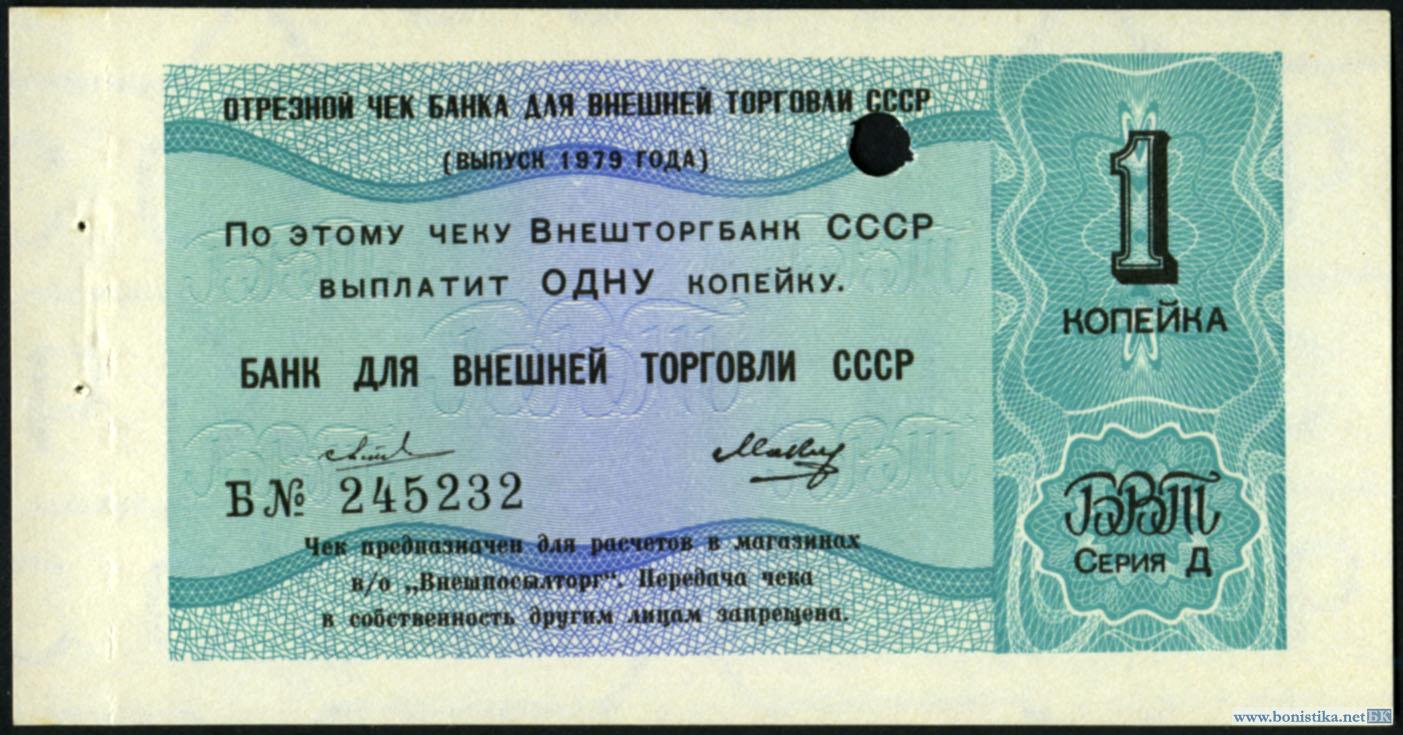 ОТРЕЗНОЙ ЧЕК БАНКА ДЛЯ ВНЕШНЕЙ ТОРГОВЛИ СССР
(ВЫПУСК 1979 ГОДА)
По этому чеку Внешторгбанк СССР
выплатит ОДНУ копейку.
БАНК ДЛЯ ВНЕШНЕЙ ТОРГОВЛИ СССР
Б № 245232
Чек предназначен для расчетов в магазинах
в/о „Внешпосылторг“. Передача чека
в собственность другим лицам запрещена.
1
КОПЕЙКА
БВТ
Серия Д
www.bonistika.net БК